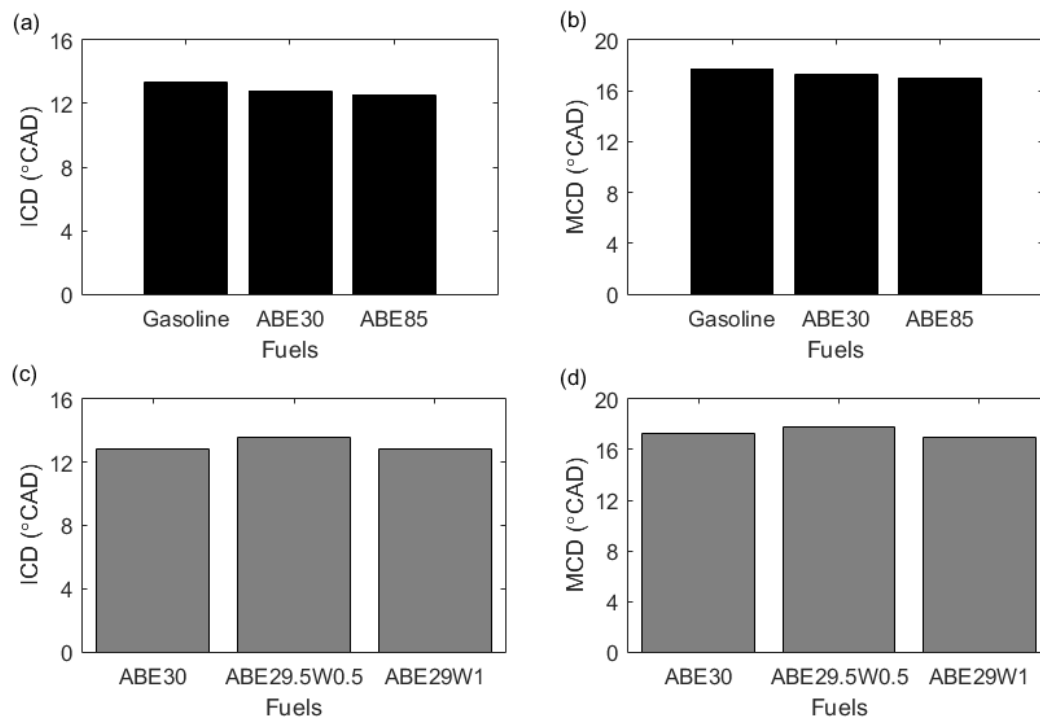 (a)
16
12
8
4
0
ICD (°CAD)
Gasoline ABE30 ABE85
Fuels
(b)
20
16
12
8
4
0
MCD (°CAD)
Gasoline ABE30 ABE85
Fuels
(c)
16
12
8
4
0
ICD (°CAD)
ABE30 ABE29.5W0.5 ABE29W1
Fuels
(d)
20
16
12
8
4
0
MCD (°CAD)
ABE30 ABE29.5W0.5 ABE29W1
Fuels